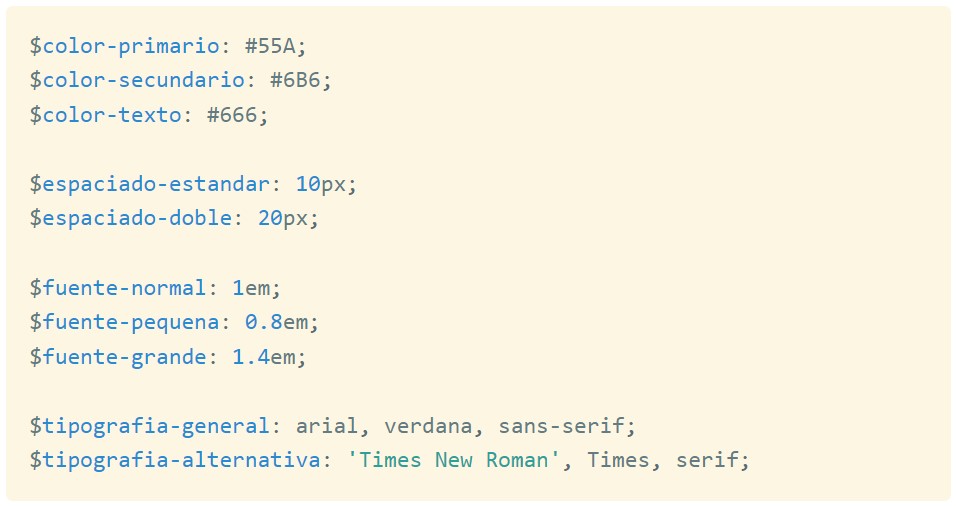 $color-primario: #55A;
$color-secundario: #6B6;
$color-texto: #666;
$espaciado-estandar: 10px;
$espaciado-doble: 20px;
$fuente-normal: 1em;
$fuente-pequena: 0.8em;
$fuente-grande: 1.4em;
$tipografia-general: arial, verdana, sans-serif;
$tipografia-alternativa: 'Times New Roman', Times, serif;